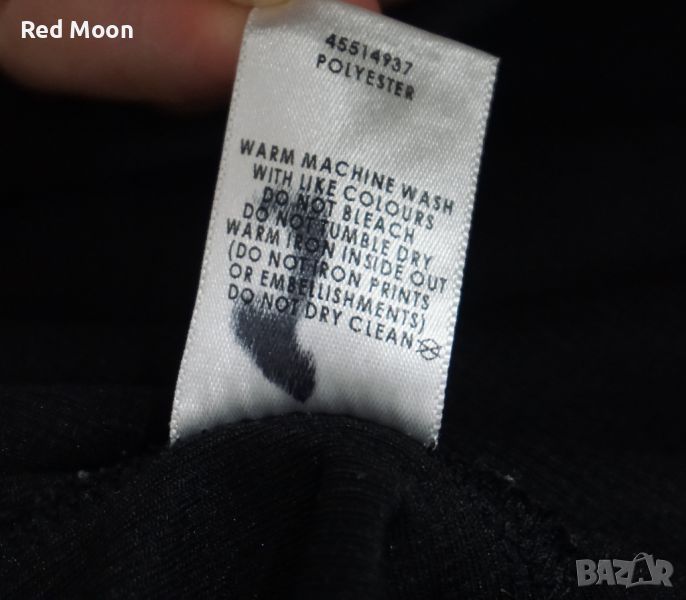 Red Moon
45514937
POLYESTER
WARM MACHINE WASH
WITH LIKE COLOURS
DO NOT BLEACH
DO NOT TUMBLE DRY
WARM IRON INSIDE OUT
(DO NOT IRON PRINTS
OR EMBELLISHMENTS)
DO NOT DRY CLEAN
BAZAR